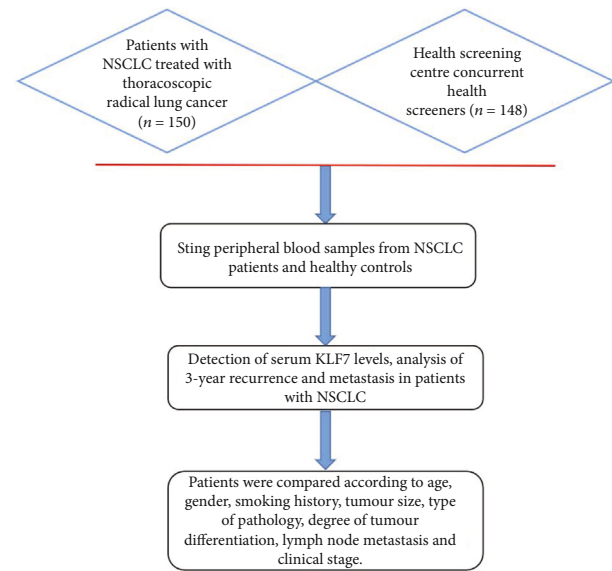 Patients with
NSCLC treated with
thoracoscopic
radical lung cancer
(n = 150)
Health screening
centre concurrent
health
screeners (n = 148)
Sting peripheral blood samples from NSCLC
patients and healthy controls
Detection of serum KLF7 levels, analysis of
3-year recurrence and metastasis in patients
with NSCLC
Patients were compared according to age,
gender, smoking history, tumour size, type
of pathology, degree of tumour
differentiation, lymph node metastasis and
clinical stage.